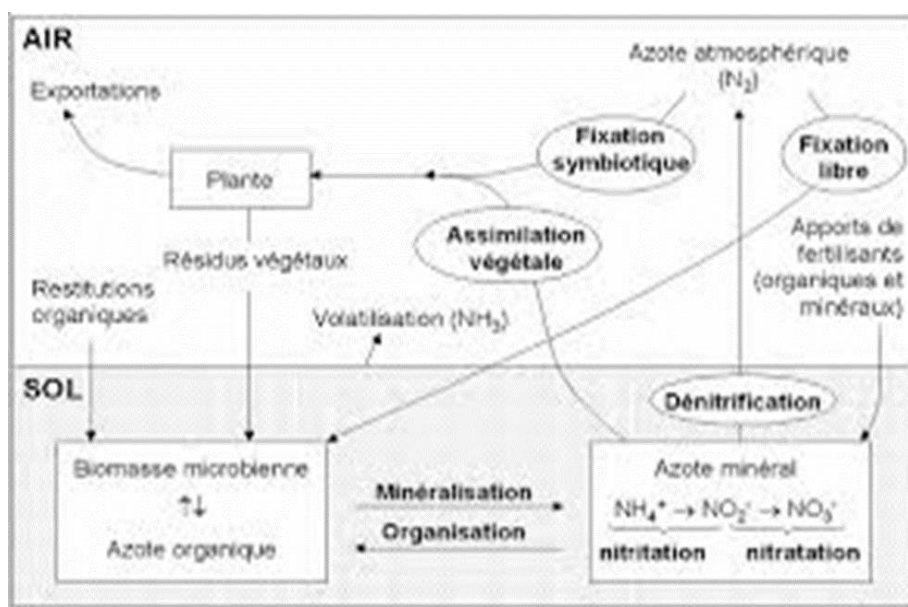 AIR
Exportations
Azote atmosphérique
(N₂)
Fixation
symbiotique
Fixation
libre
Plante
Assimilation
végétale
Apports de
fertilisants
(organiques et
minéraux)
Résidus végétaux
Restitutions
organiques
Volatilisation (NH₃)
SOL
Dénitrification
Biomasse microbienne
↑↓
Azote organique
Minéralisation
Organisation
Azote minéral
NH₄⁺ → NO₂⁻ → NO₃⁻
nitritation nitratation